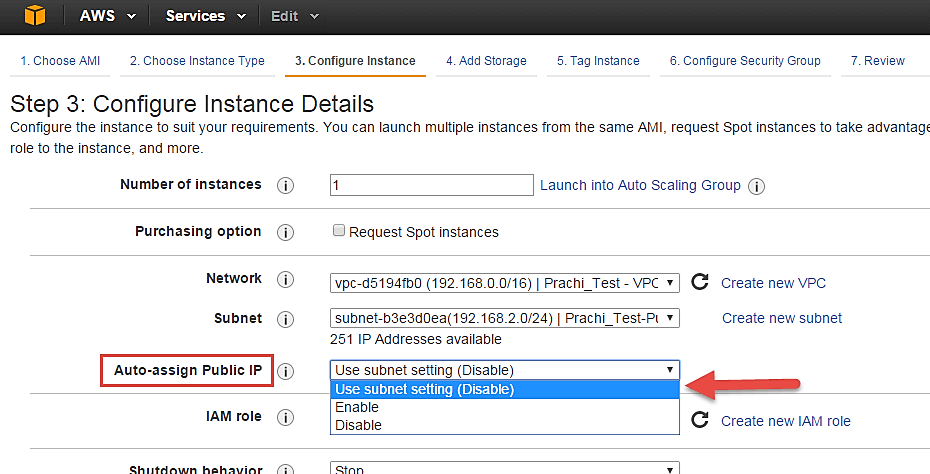 AWS Services Edit
1. Choose AMI 2. Choose Instance Type 3. Configure Instance 4. Add Storage 5. Tag Instance 6. Configure Security Group 7. Review
Step 3: Configure Instance Details
Configure the instance to suit your requirements. You can launch multiple instances from the same AMI, request Spot instances to take advantage
role to the instance, and more.
Number of instances i 1 Launch into Auto Scaling Group i
Purchasing option i Request Spot instances
Network i vpc-d5194fb0 (192.168.0.0/16) | Prachi_Test - VPC Create new VPC
Subnet i subnet-b3e3d0ea(192.168.2.0/24) | Prachi_Test-Pu Create new subnet
251 IP Addresses available
Auto-assign Public IP i Use subnet setting (Disable)
Use subnet setting (Disable)
Enable
IAM role i Create new IAM role
Disable
Shutdown behavior i Stop